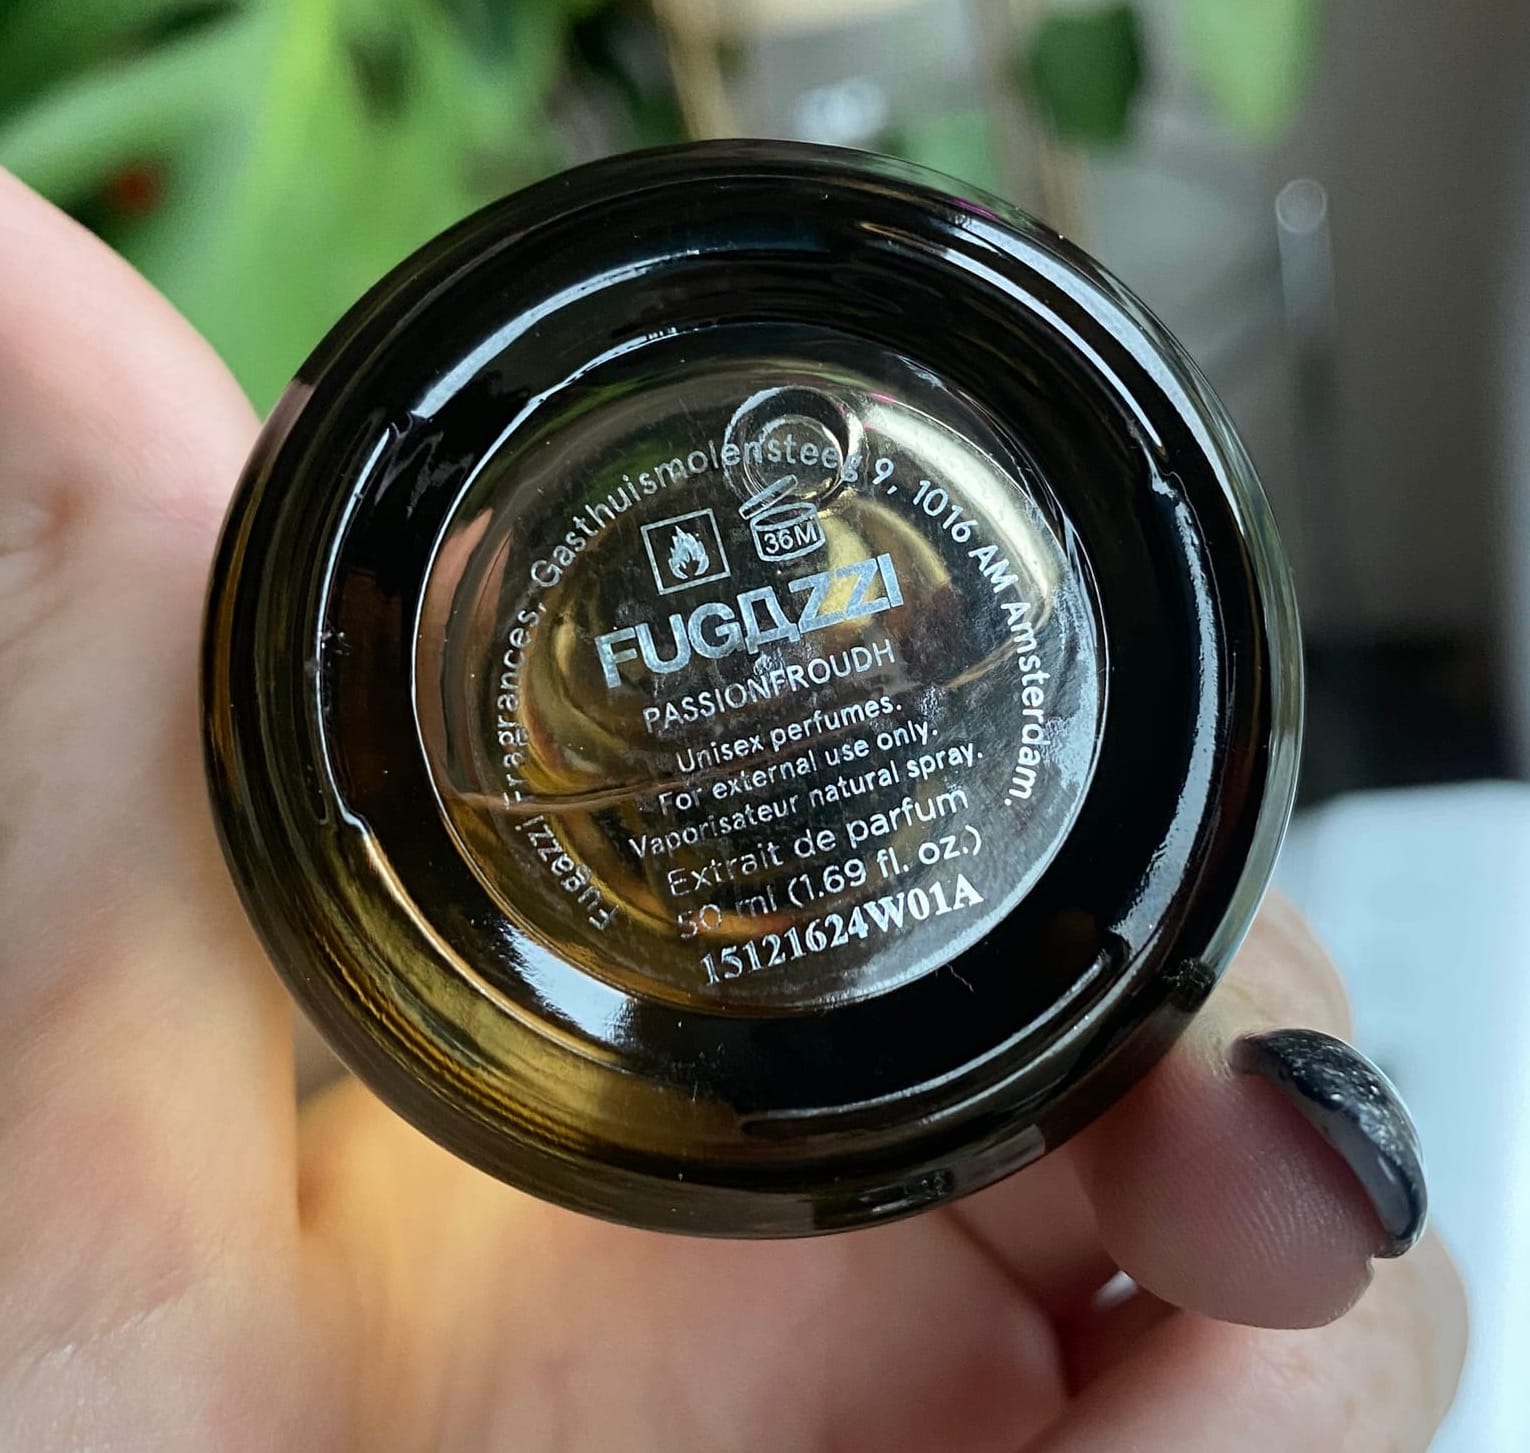 Fugazzi Fragrances, Gasthuismolensteeg 9, 1016 AM Amsterdam.
36M
FUGAZZI
PASSIONFROUDH
Unisex perfumes.
For external use only.
Vaporisateur natural spray.
Extrait de parfum
50 ml (1.69 fl. oz.)
15121624W01A